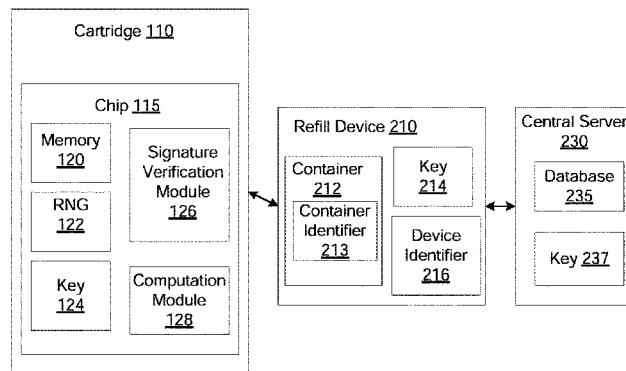 Cartridge 110
Chip 115
Memory
120
RNG
122
Key
124
Signature
Verification
Module
126
Computation
Module
128
Refill Device 210
Container
212
Container
Identifier
213
Key
214
Device
Identifier
216
Central Server
230
Database
235
Key 237